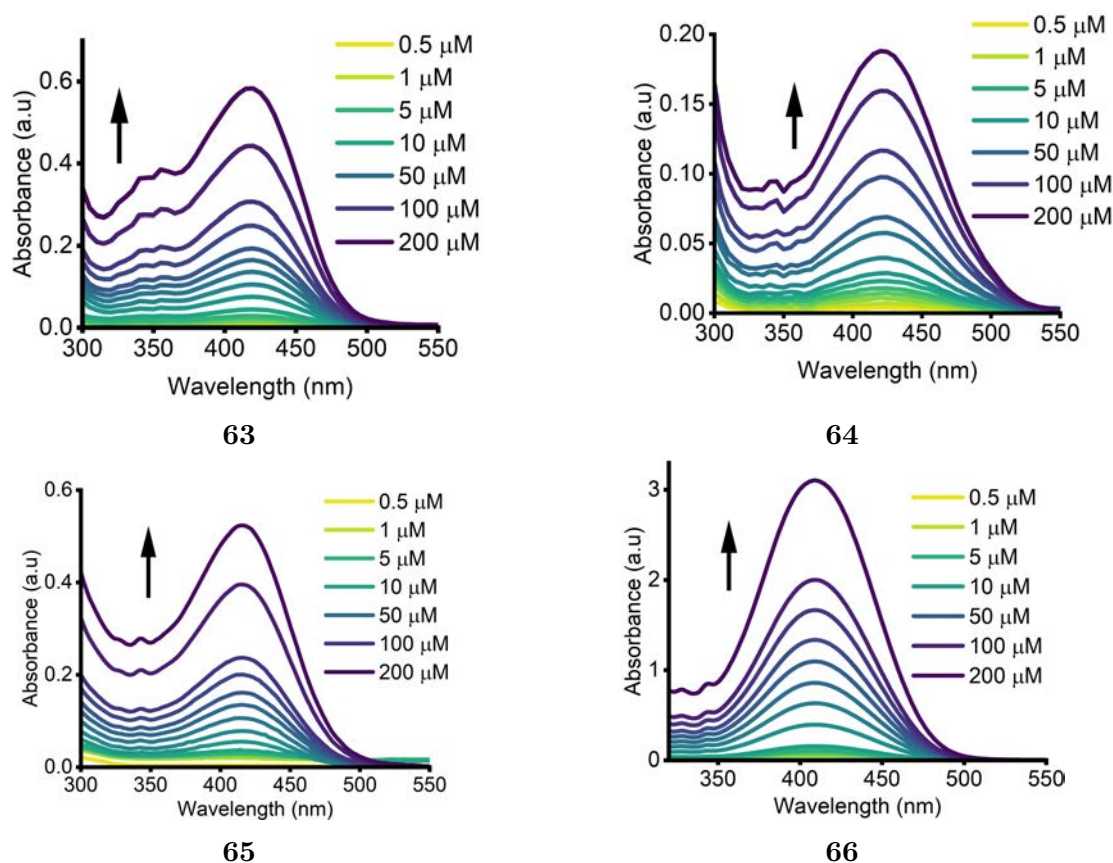 0.6
0.4
0.2
0.0
Absorbance (a.u)
0.5 μM
1 μM
5 μM
10 μM
50 μM
100 μM
200 μM
300 350 400 450 500 550
Wavelength (nm)
63
0.20
0.15
0.10
0.05
0.00
Absorbance (a.u)
0.5 μM
1 μM
5 μM
10 μM
50 μM
100 μM
200 μM
300 350 400 450 500 550
Wavelength (nm)
64
0.6
0.4
0.2
0.0
Absorbance (a.u)
0.5 μM
1 μM
5 μM
10 μM
50 μM
100 μM
200 μM
300 350 400 450 500 550
Wavelength (nm)
65
3
2
1
0
Absorbance (a.u)
0.5 μM
1 μM
5 μM
10 μM
50 μM
100 μM
200 μM
350 400 450 500 550
Wavelength (nm)
66